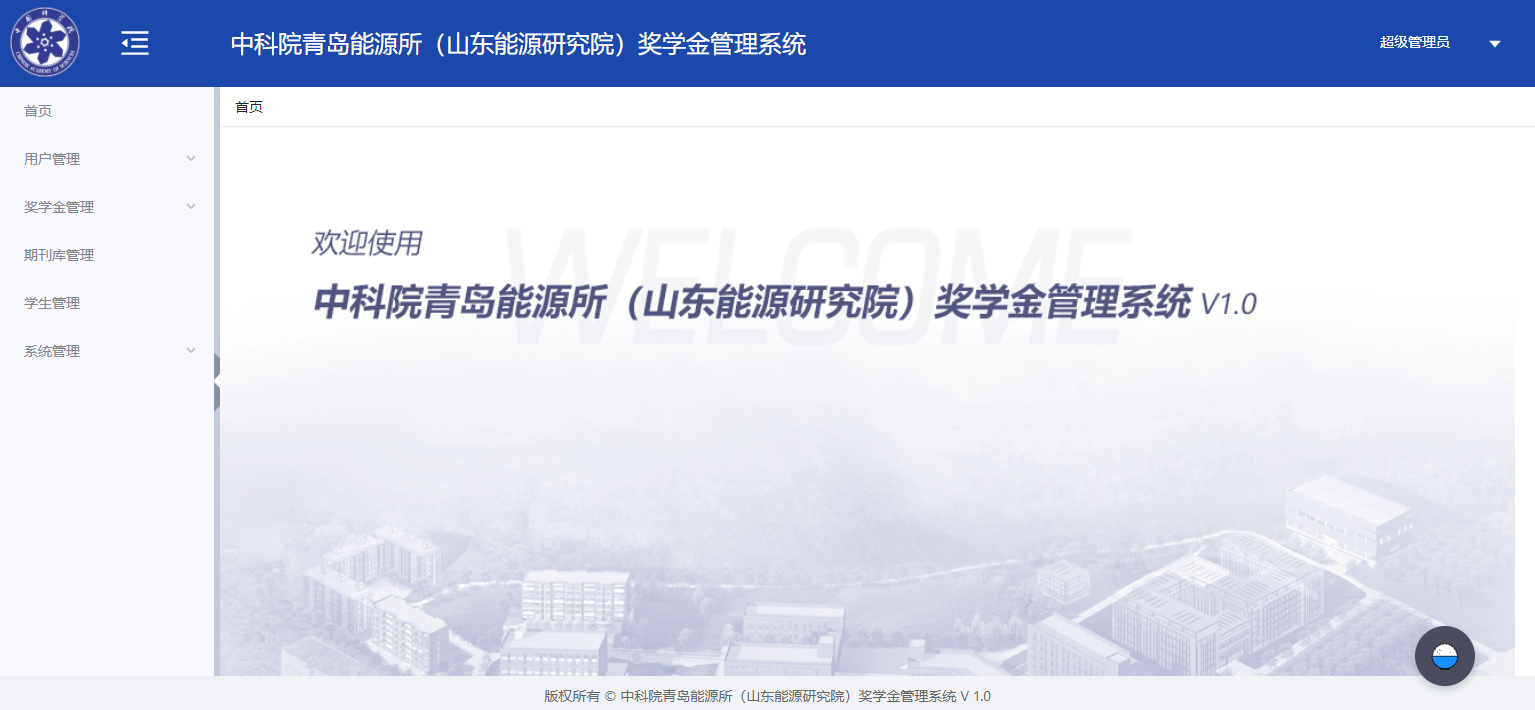 中科院青岛能源所（山东能源研究院）奖学金管理系统
超级管理员
首页
用户管理
奖学金管理
期刊库管理
学生管理
系统管理
首页
WELCOME
欢迎使用
中科院青岛能源所（山东能源研究院）奖学金管理系统 V1.0
版权所有 © 中科院青岛能源所（山东能源研究院）奖学金管理系统 V 1.0